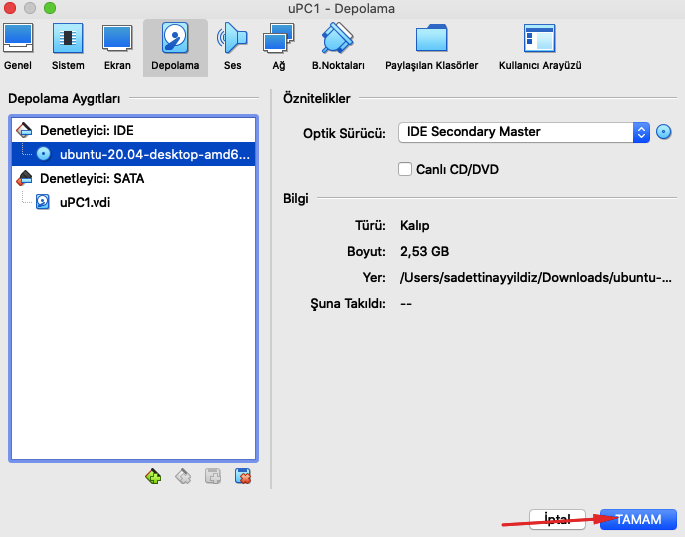 uPC1 - Depolama
Genel
Sistem
Ekran
Depolama
Ses
Ağ
B.Noktaları
Paylaşılan Klasörler
Kullanıcı Arayüzü
Depolama Aygıtları
Denetleyici: IDE
ubuntu-20.04-desktop-amd6...
Denetleyici: SATA
uPC1.vdi
Öznitelikler
Optik Sürücü: IDE Secondary Master
Canlı CD/DVD
Bilgi
Türü: Kalıp
Boyut: 2,53 GB
Yer: /Users/sadettinayyildiz/Downloads/ubuntu-...
Şuna Takıldı: --
İptal
TAMAM